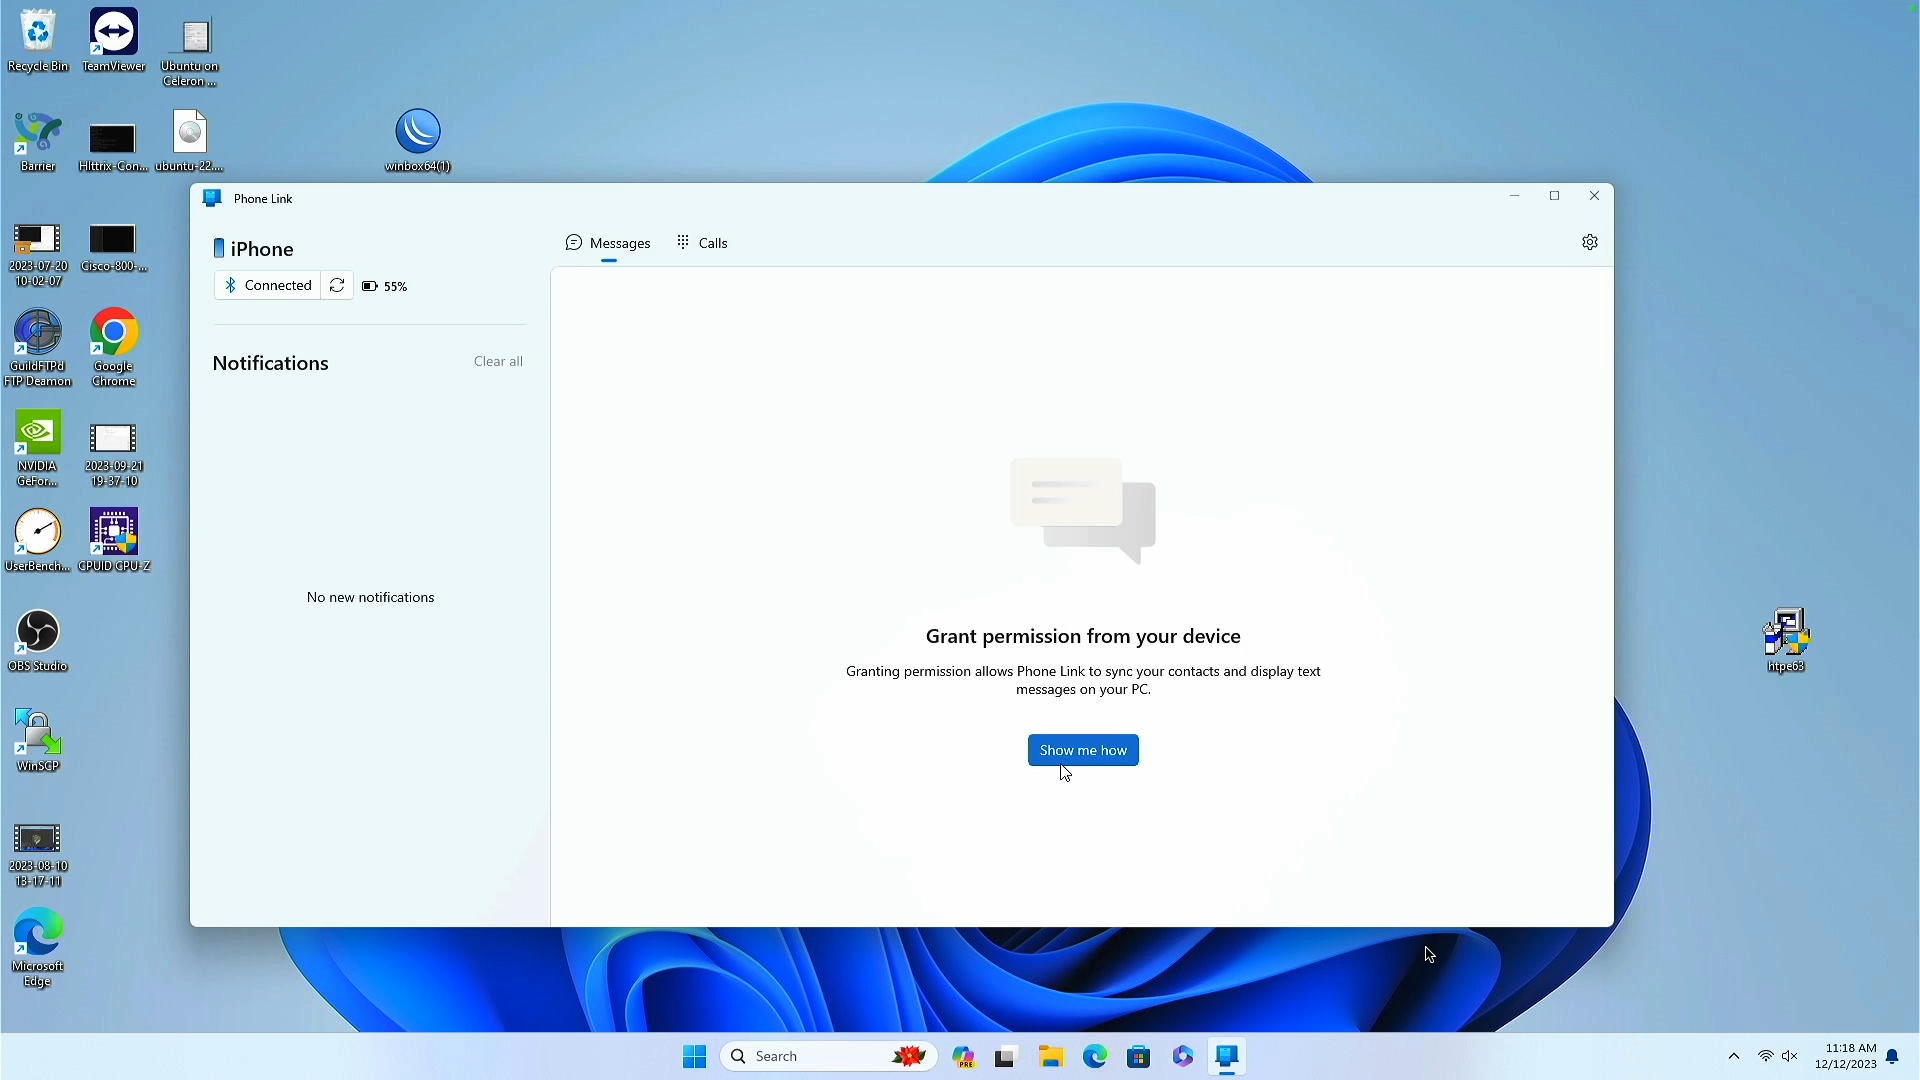 Recycle Bin
TeamViewer
Ubuntu on
Celeron ...
Barrier
HIttrix-Con...
ubuntu-22....
winbox64(1)
2023-07-20
10-02-07
Cisco-800-...
GuildFTPd
FTP Deamon
Google
Chrome
NVIDIA
GeFor...
2023-09-21
19-37-10
UserBench...
CPUID CPU-Z
OBS Studio
WinSCP
2023-08-10
13-17-11
Microsoft
Edge
htpe63
Phone Link
iPhone
Connected
55%
Messages
Calls
Notifications
Clear all
No new notifications
Grant permission from your device
Granting permission allows Phone Link to sync your contacts and display text
messages on your PC.
Show me how
Search
PRE
11:18 AM
12/12/2023